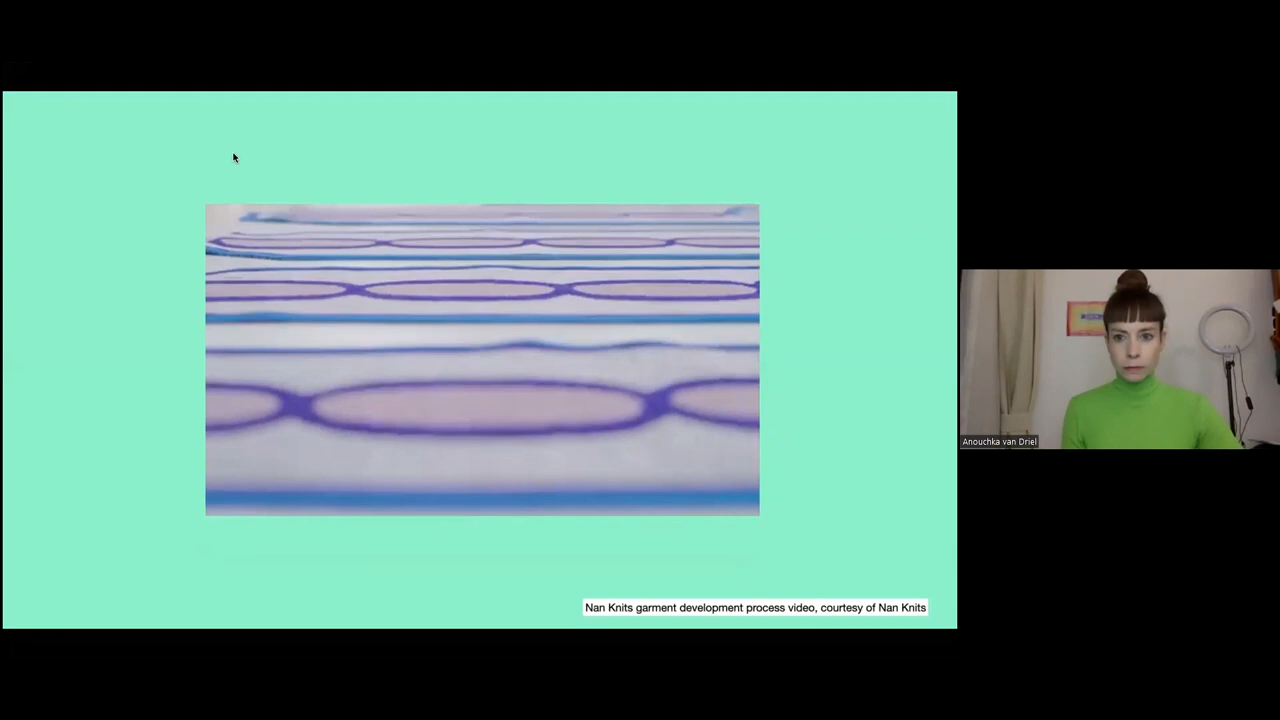 Anouchka van Driel
Nan Knits garment development process video, courtesy of Nan Knits